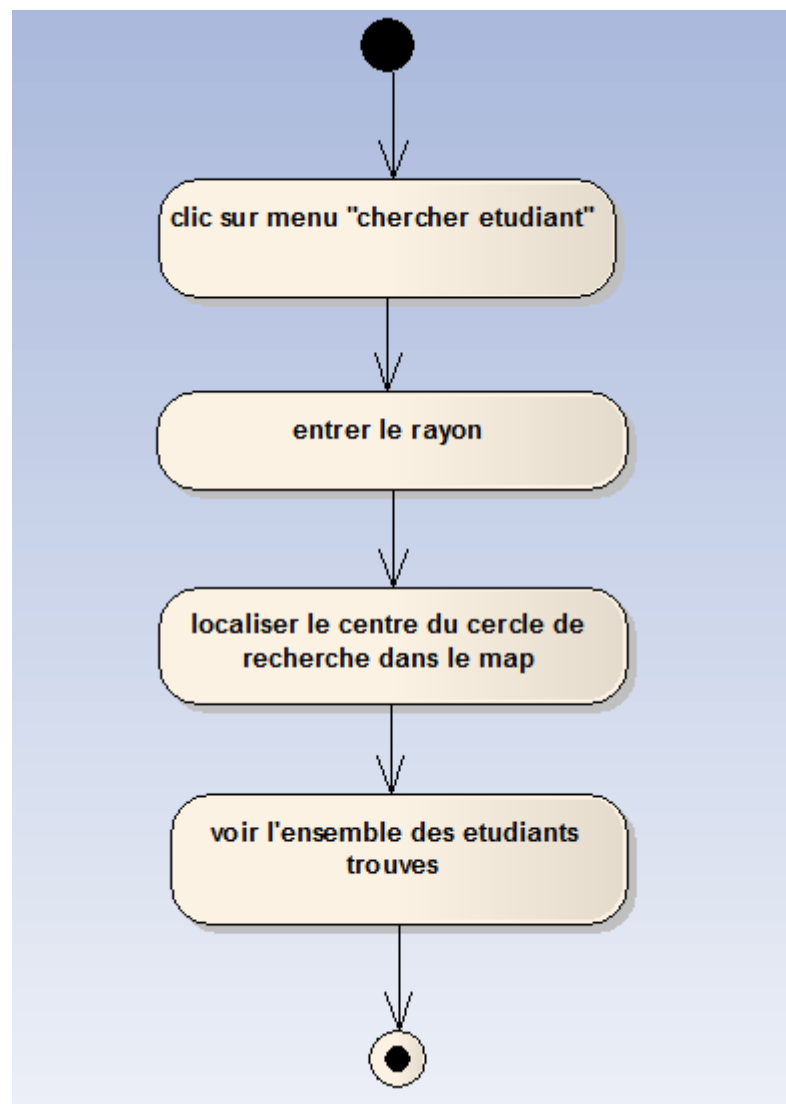 clic sur menu "chercher etudiant"
entrer le rayon
localiser le centre du cercle de
recherche dans le map
voir l'ensemble des etudiants
trouves